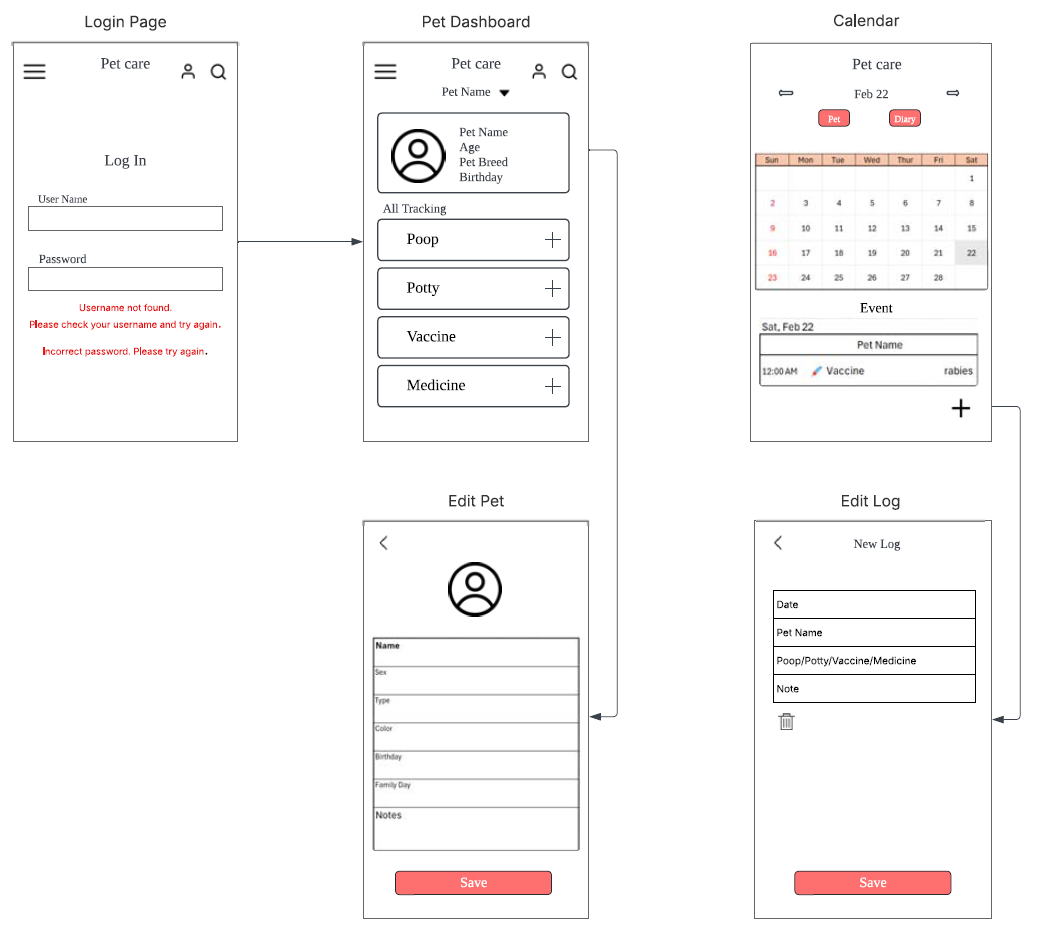 Login Page
Pet care
Log In
User Name
Password
Username not found.
Please check your username and try again.
Incorrect password. Please try again.
Pet Dashboard
Pet care
Pet Name
Pet Name
Age
Pet Breed
Birthday
All Tracking
Poop
Potty
Vaccine
Medicine
Calendar
Pet care
Feb 22
Pet Diary
Sun Mon Tue Wed Thur Fri Sat
1
2 3 4 5 6 7 8
9 10 11 12 13 14 15
16 17 18 19 20 21 22
23 24 25 26 27 28
Event
Sat, Feb 22
Pet Name
12:00 AM Vaccine rabies
Edit Pet
Name
Sex
Type
Color
Birthday
Family Day
Notes
Save
Edit Log
New Log
Date
Pet Name
Poop/Potty/Vaccine/Medicine
Note
Save